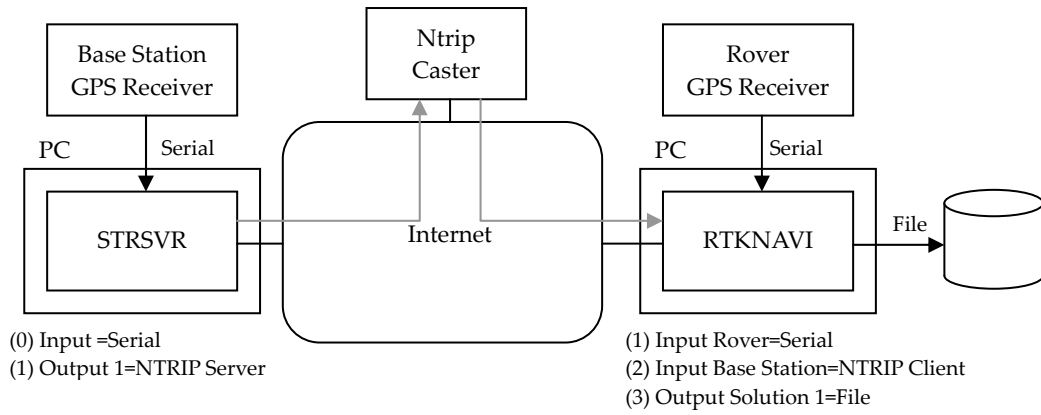 Base Station
GPS Receiver
Ntrip
Caster
Rover
GPS Receiver
PC
Serial
PC
Serial
STRSVR
Internet
RTKNAVI
File
(0) Input =Serial
(1) Output 1=NTRIP Server
(1) Input Rover=Serial
(2) Input Base Station=NTRIP Client
(3) Output Solution 1=File